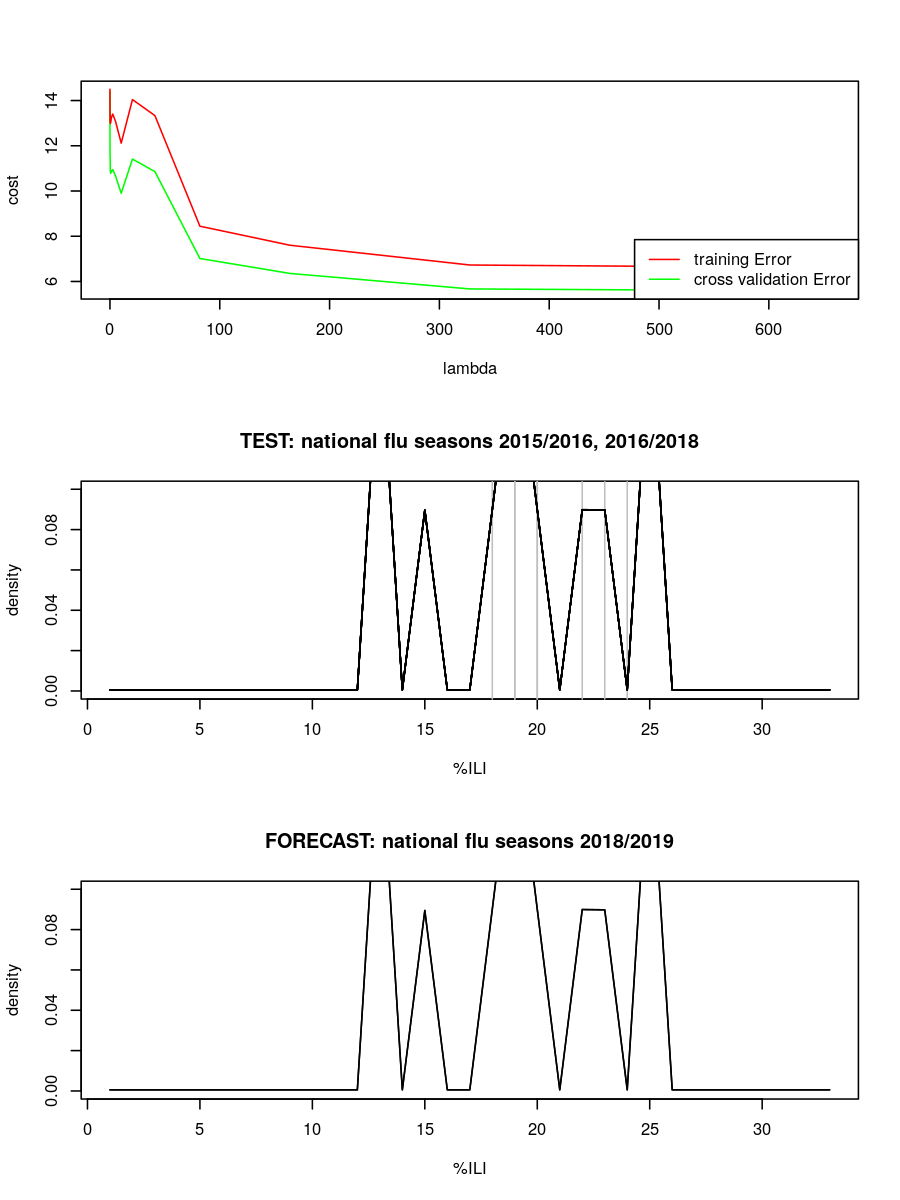 14
12
10
8
6
cost
training Error
cross validation Error
0 100 200 300 400 500 600
lambda
TEST: national flu seasons 2015/2016, 2016/2018
0.08
0.04
0.00
density
0 5 10 15 20 25 30
%ILI
FORECAST: national flu seasons 2018/2019
0.08
0.04
0.00
density
0 5 10 15 20 25 30
%ILI